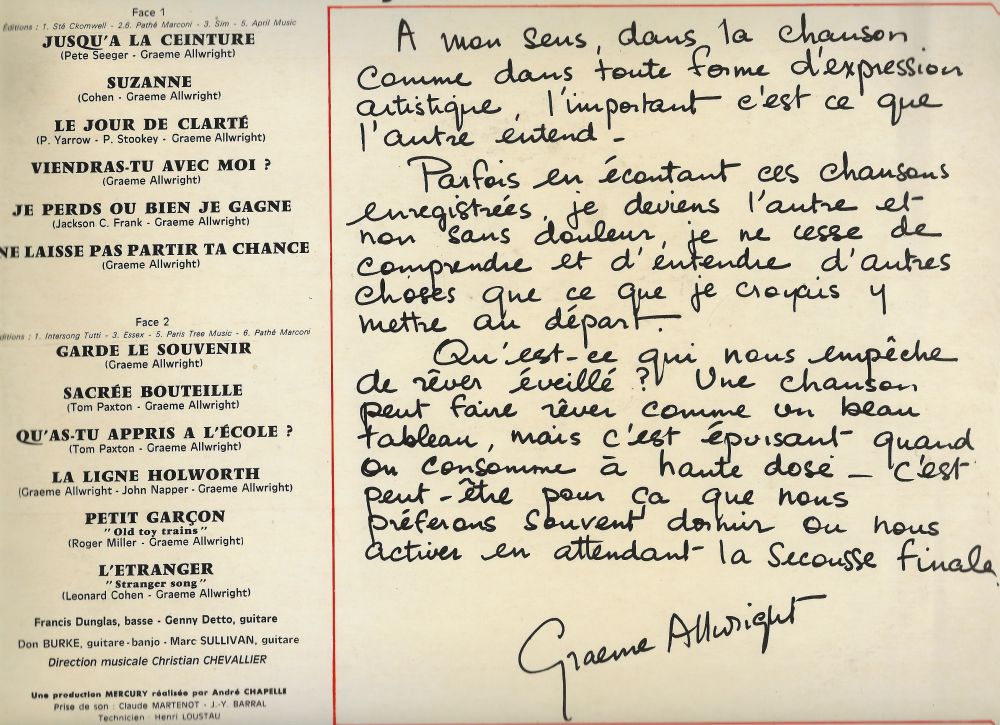 Face 1
Éditions : 1. Sté Ckomwell - 2.6. Pathé Marconi - 3. Sim - 5. April Music
JUSQU'A LA CEINTURE
(Pete Seeger - Graeme Allwright)
SUZANNE
(Cohen - Graeme Allwright)
LE JOUR DE CLARTÉ
(P. Yarrow - P. Stookey - Graeme Allwright)
VIENDRAS-TU AVEC MOI ?
(Graeme Allwright)
JE PERDS OU BIEN JE GAGNE
(Jackson C. Frank - Graeme Allwright)
NE LAISSE PAS PARTIR TA CHANCE
(Graeme Allwright)
Face 2
ditions : 1. Intersong Tutti - 3. Essex - 5. Paris Tree Music - 6. Pathé Marconi
GARDE LE SOUVENIR
(Graeme Allwright)
SACRÉE BOUTEILLE
(Tom Paxton - Graeme Allwright)
QU'AS-TU APPRIS A L'ÉCOLE ?
(Tom Paxton - Graeme Allwright)
LA LIGNE HOLWORTH
(Graeme Allwright - John Napper - Graeme Allwright)
PETIT GARÇON
"Old toy trains"
(Roger Miller - Graeme Allwright)
L'ETRANGER
"Stranger song"
(Leonard Cohen - Graeme Allwright)
Francis Dunglas, basse - Genny Detto, guitare
Don BURKE, guitare-banjo - Marc SULLIVAN, guitare
Direction musicale Christian CHEVALLIER
Une production MERCURY réalisée par André CHAPELLE
Prise de son : Claude MARTENOT - J.-Y. BARRAL
Technicien : Henri LOUSTAU
A mon sens, dans la chanson
comme dans toute forme d'expression
artistique, l'important c'est ce que
l'autre entend -
Parfois en écoutant ces chansons
enregistrées, je deviens l'autre et
non sans douleur, je ne cesse de
comprendre et d'entendre d'autres
choses que ce que je croyais y
mettre au départ.
Qu'est-ce qui nous empêche
de rêver éveillé ? Une chanson
peut faire rêver comme un beau
tableau, mais c'est épuisant quand
on consomme à haute dose - c'est
peut-être pour ça que nous
préferons souvent dormir ou nous
activer en attendant la Secousse Finale.
Graeme Allwright